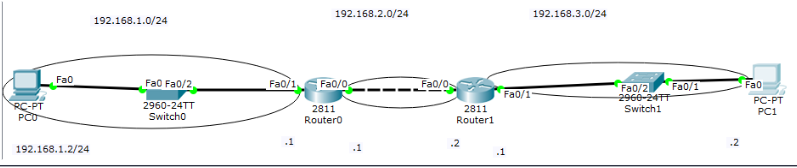 192.168.1.0/24
192.168.2.0/24
192.168.3.0/24
Fa0
Fa0 Fa0/2
Fa0/1
Fa0/0
Fa0/0
Fa0/1
Fa0/2
Fa0/1
Fa0
PC-PT
PC0
2960-24TT
Switch0
2811
Router0
2811
Router1
2960-24TT
Switch1
PC-PT
PC1
192.168.1.2/24
.1
.1
.2
.1
.2